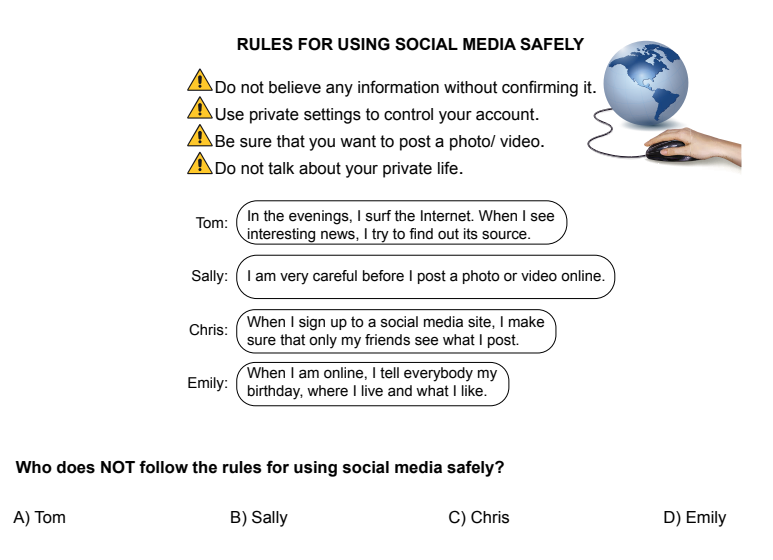 RULES FOR USING SOCIAL MEDIA SAFELY
Do not believe any information without confirming it.
Use private settings to control your account.
Be sure that you want to post a photo/ video.
Do not talk about your private life.
Tom: In the evenings, I surf the Internet. When I see
interesting news, I try to find out its source.
Sally: I am very careful before I post a photo or video online.
Chris: When I sign up to a social media site, I make
sure that only my friends see what I post.
Emily: When I am online, I tell everybody my
birthday, where I live and what I like.
Who does NOT follow the rules for using social media safely?
A) Tom B) Sally C) Chris D) Emily